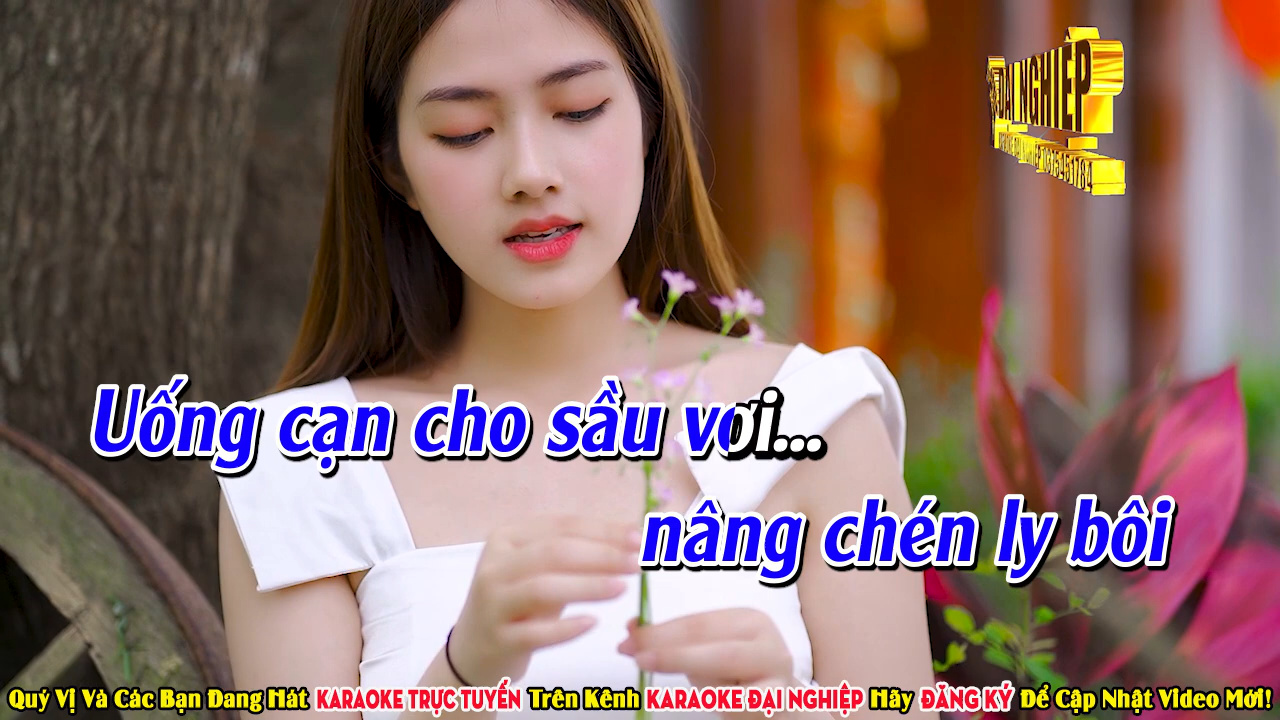 ĐẠI NGHIỆP
Uống cạn cho sầu vơi...
nâng chén ly bôi
Quý Vị Và Các Bạn Đang Hát KARAOKE TRỰC TUYẾN Trên Kênh KARAOKE ĐẠI NGHIỆP Hãy ĐĂNG KÝ Để Cập Nhật Video Mới!